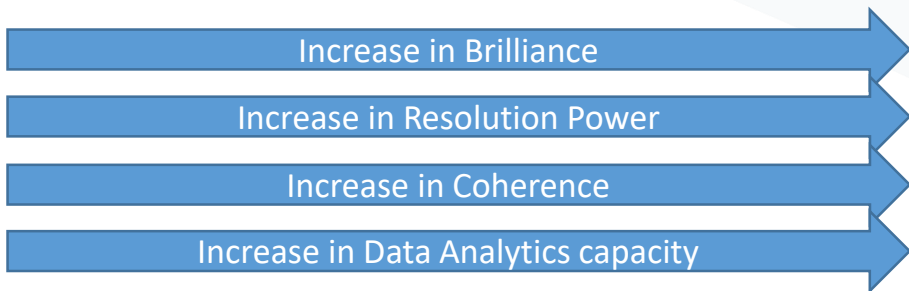 Increase in Brilliance
Increase in Resolution Power
Increase in Coherence
Increase in Data Analytics capacity